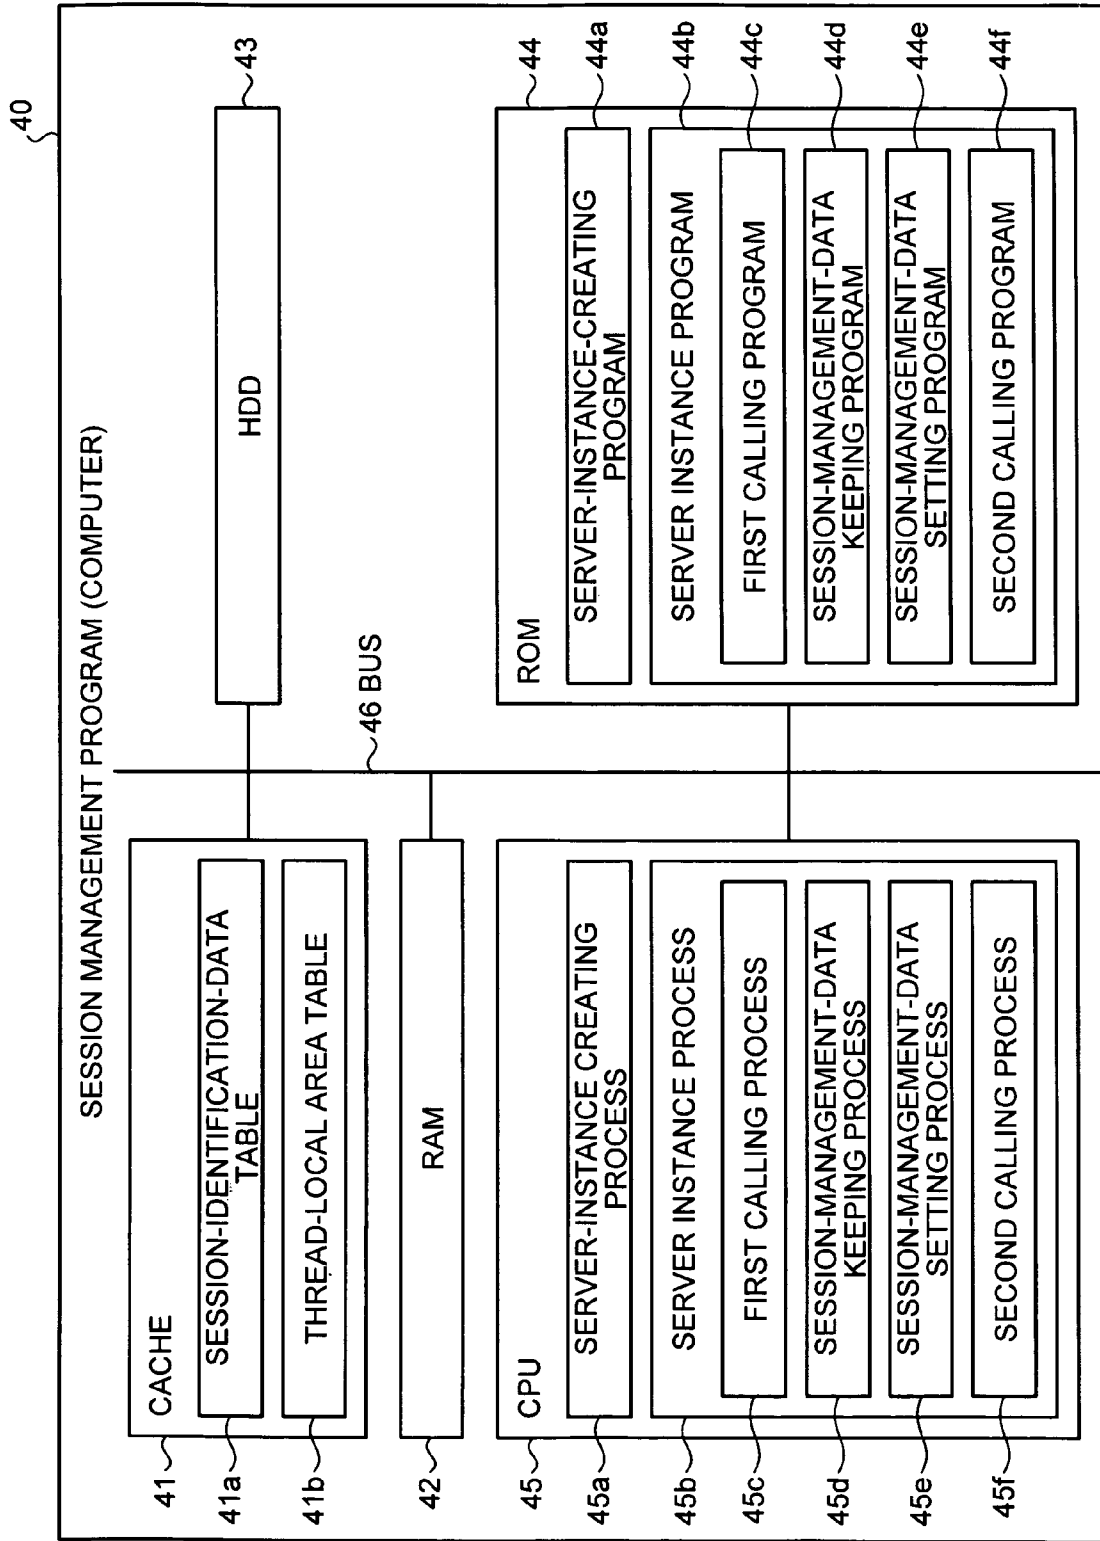 40
SESSION MANAGEMENT PROGRAM (COMPUTER)
41
CACHE
41a
SESSION-IDENTIFICATION-DATA
TABLE
41b
THREAD-LOCAL AREA TABLE
42
RAM
43
HDD
46 BUS
45
CPU
45a
SERVER-INSTANCE CREATING
PROCESS
45b
SERVER INSTANCE PROCESS
45c
FIRST CALLING PROCESS
45d
SESSION-MANAGEMENT-DATA
KEEPING PROCESS
45e
SESSION-MANAGEMENT-DATA
SETTING PROCESS
45f
SECOND CALLING PROCESS
44
ROM
44a
SERVER-INSTANCE-CREATING
PROGRAM
44b
SERVER INSTANCE PROGRAM
44c
FIRST CALLING PROGRAM
44d
SESSION-MANAGEMENT-DATA
KEEPING PROGRAM
44e
SESSION-MANAGEMENT-DATA
SETTING PROGRAM
44f
SECOND CALLING PROGRAM